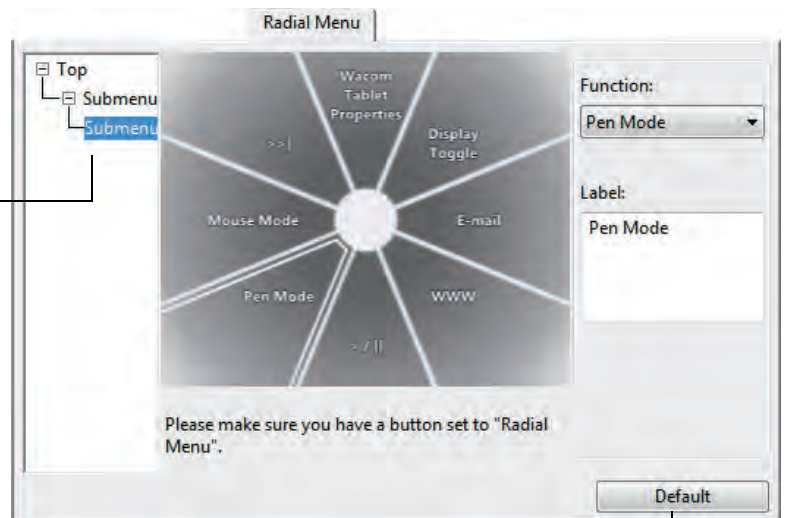 Radial Menu
Top
Submenu
Submenu
Wacom
Tablet
Properties
Display
Toggle
>>|
Mouse Mode
E-mail
Pen Mode
WWW
> / ||
Function:
Pen Mode
Label:
Pen Mode
Please make sure you have a button set to "Radial
Menu".
Default